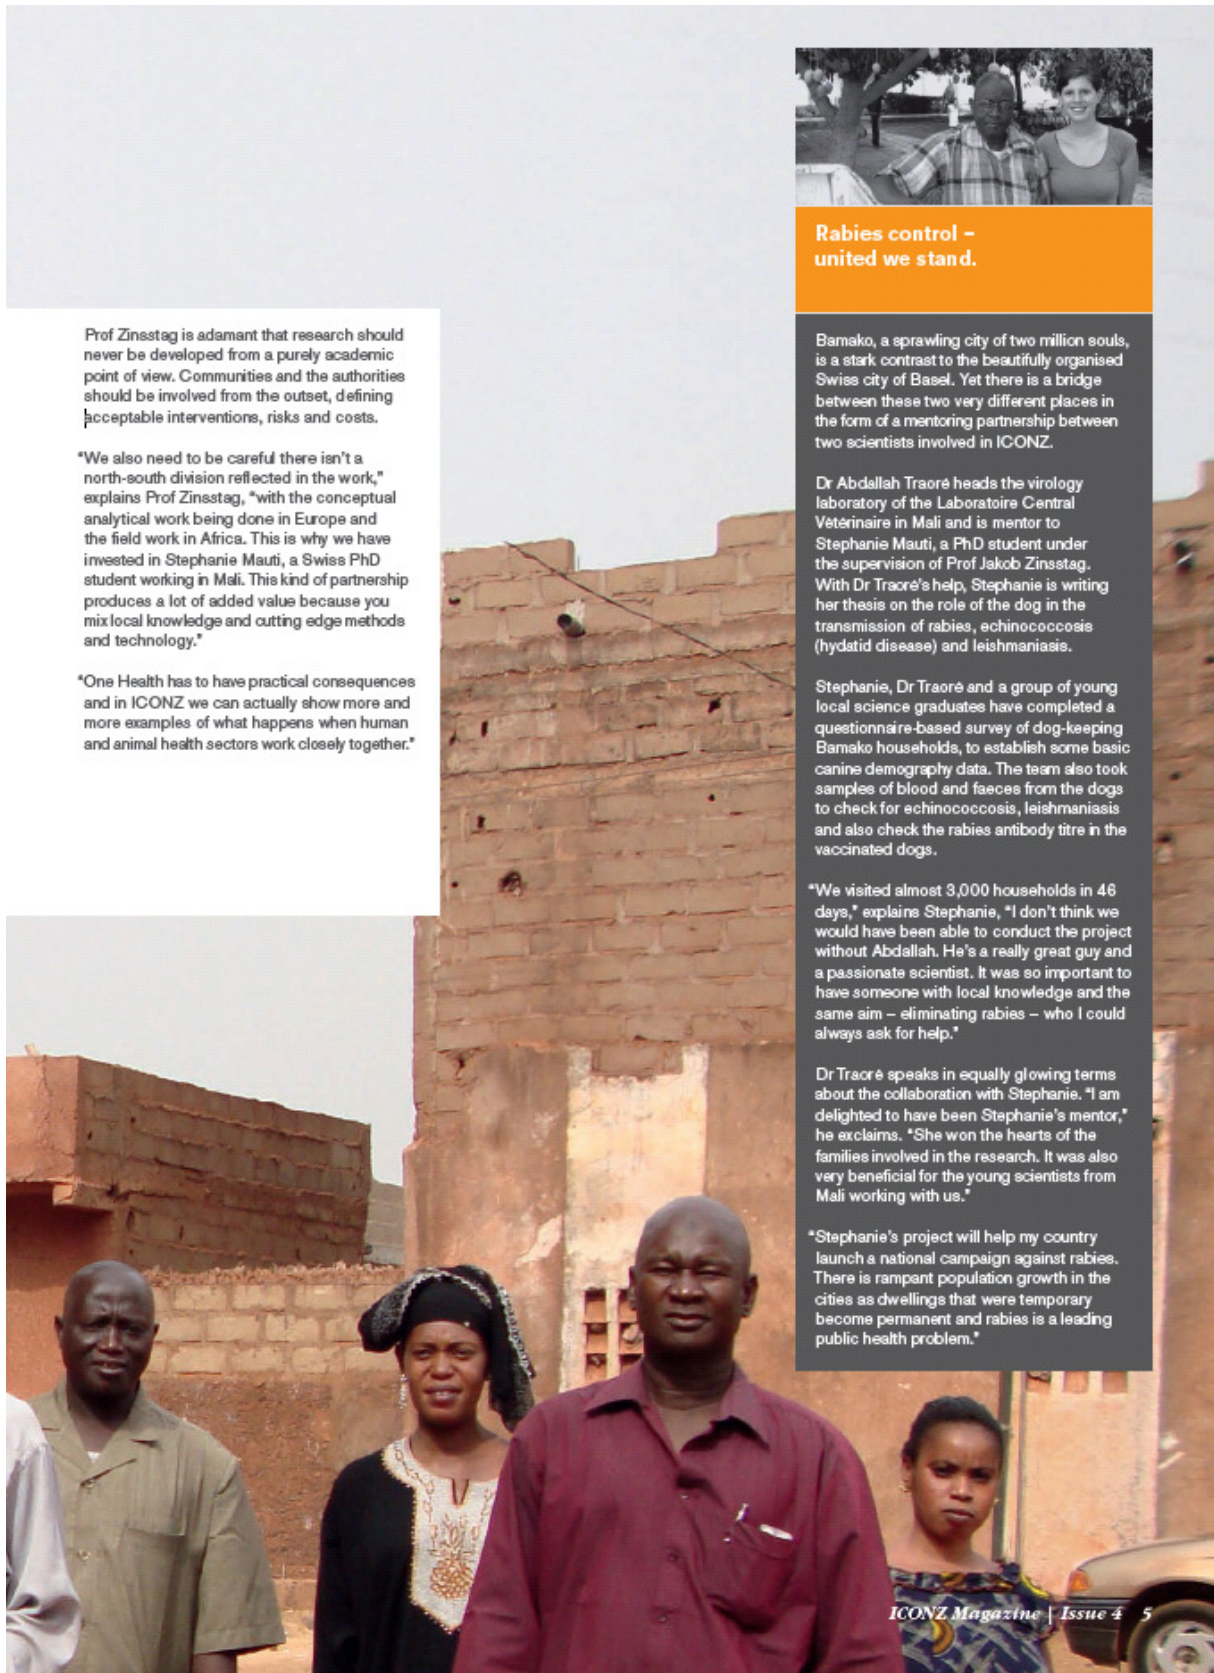 Prof Zinsstag is adamant that research should
never be developed from a purely academic
point of view. Communities and the authorities
should be involved from the outset, defining
acceptable interventions, risks and costs.
“We also need to be careful there isn’t a
north-south division reflected in the work,”
explains Prof Zinsstag, “with the conceptual
analytical work being done in Europe and
the field work in Africa. This is why we have
invested in Stephanie Mauti, a Swiss PhD
student working in Mali. This kind of partnership
produces a lot of added value because you
mix local knowledge and cutting edge methods
and technology.”
“One Health has to have practical consequences
and in ICONZ we can actually show more and
more examples of what happens when human
and animal health sectors work closely together.”
Rabies control –
united we stand.
Bamako, a sprawling city of two million souls,
is a stark contrast to the beautifully organised
Swiss city of Basel. Yet there is a bridge
between these two very different places in
the form of a mentoring partnership between
two scientists involved in ICONZ.
Dr Abdallah Traoré heads the virology
laboratory of the Laboratoire Central
Vétérinaire in Mali and is mentor to
Stephanie Mauti, a PhD student under
the supervision of Prof Jakob Zinsstag.
With Dr Traoré’s help, Stephanie is writing
her thesis on the role of the dog in the
transmission of rabies, echinococcosis
(hydatid disease) and leishmaniasis.
Stephanie, Dr Traoré and a group of young
local science graduates have completed a
questionnaire-based survey of dog-keeping
Bamako households, to establish some basic
canine demography data. The team also took
samples of blood and faeces from the dogs
to check for echinococcosis, leishmaniasis
and also check the rabies antibody titre in the
vaccinated dogs.
“We visited almost 3,000 households in 46
days,” explains Stephanie, “I don’t think we
would have been able to conduct the project
without Abdallah. He’s a really great guy and
a passionate scientist. It was so important to
have someone with local knowledge and the
same aim – eliminating rabies – who I could
always ask for help.”
Dr Traoré speaks in equally glowing terms
about the collaboration with Stephanie. “I am
delighted to have been Stephanie’s mentor,”
he exclaims. “She won the hearts of the
families involved in the research. It was also
very beneficial for the young scientists from
Mali working with us.”
“Stephanie’s project will help my country
launch a national campaign against rabies.
There is rampant population growth in the
cities as dwellings that were temporary
become permanent and rabies is a leading
public health problem.”
ICONZ Magazine | Issue 4 5